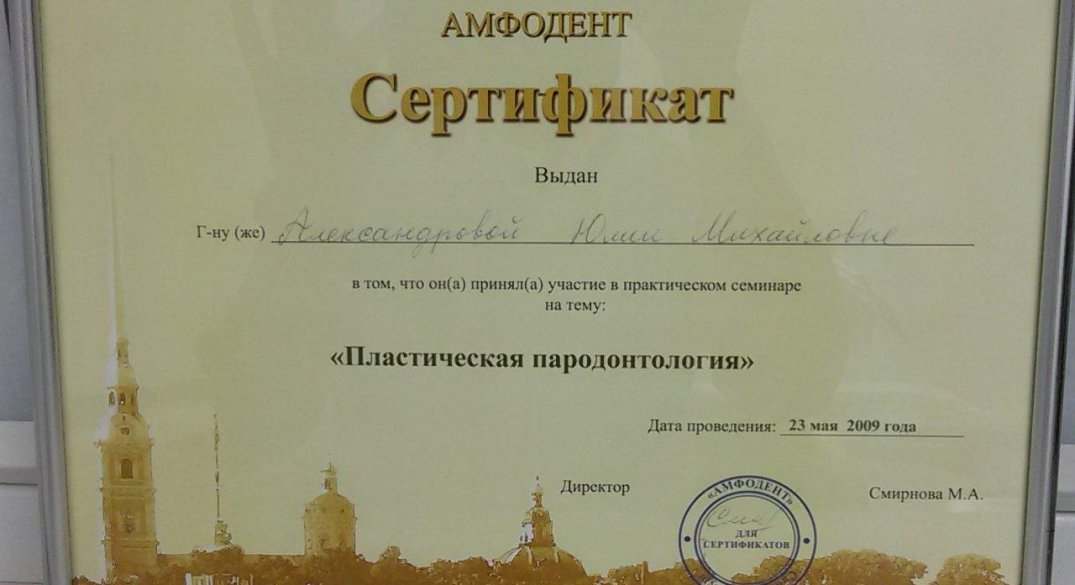 АМФОДЕНТ
Сертификат
Выдан
Г-ну (же) Александровой Юлии Михайловне
в том, что он(а) принял(а) участие в практическом семинаре
на тему:
«Пластическая пародонтология»
Дата проведения: 23 мая 2009 года
Директор
Смирнова М.А.
«АМФОДЕНТ»
ДЛЯ
СЕРТИФИКАТОВ